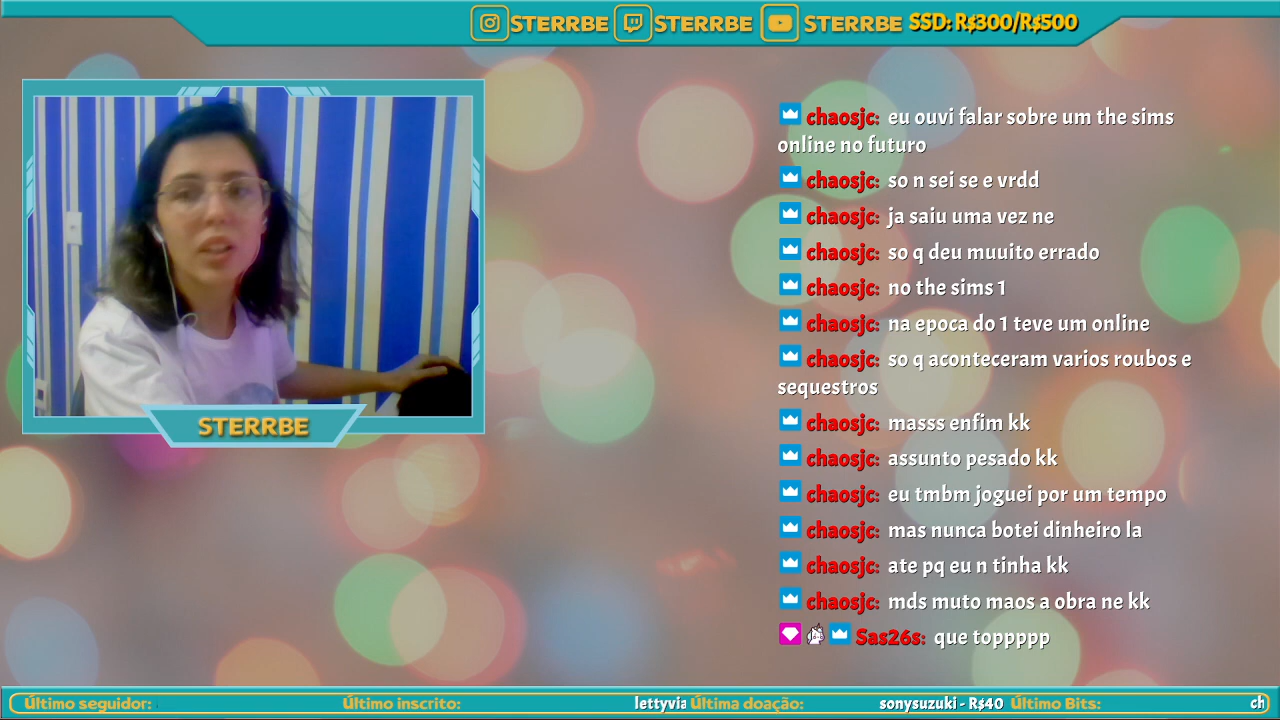 STERRBE STERRBE STERRBE SSD: R$300/R$500
chaosjc: eu ouvi falar sobre um the sims
online no futuro
chaosjc: so n sei se e vrdd
chaosjc: ja saiu uma vez ne
chaosjc: so q deu muuito errado
chaosjc: no the sims 1
chaosjc: na epoca do 1 teve um online
chaosjc: so q aconteceram varios roubos e
sequestros
chaosjc: masss enfim kk
chaosjc: assunto pesado kk
chaosjc: eu tmbm joguei por um tempo
chaosjc: mas nunca botei dinheiro la
chaosjc: ate pq eu n tinha kk
chaosjc: mds muto maos a obra ne kk
Sas26s: que toppppp
STERRBE
Último seguidor: Último inscrito: lettyvia Última doação: sonysuzuki - R$40 Último Bits: ch